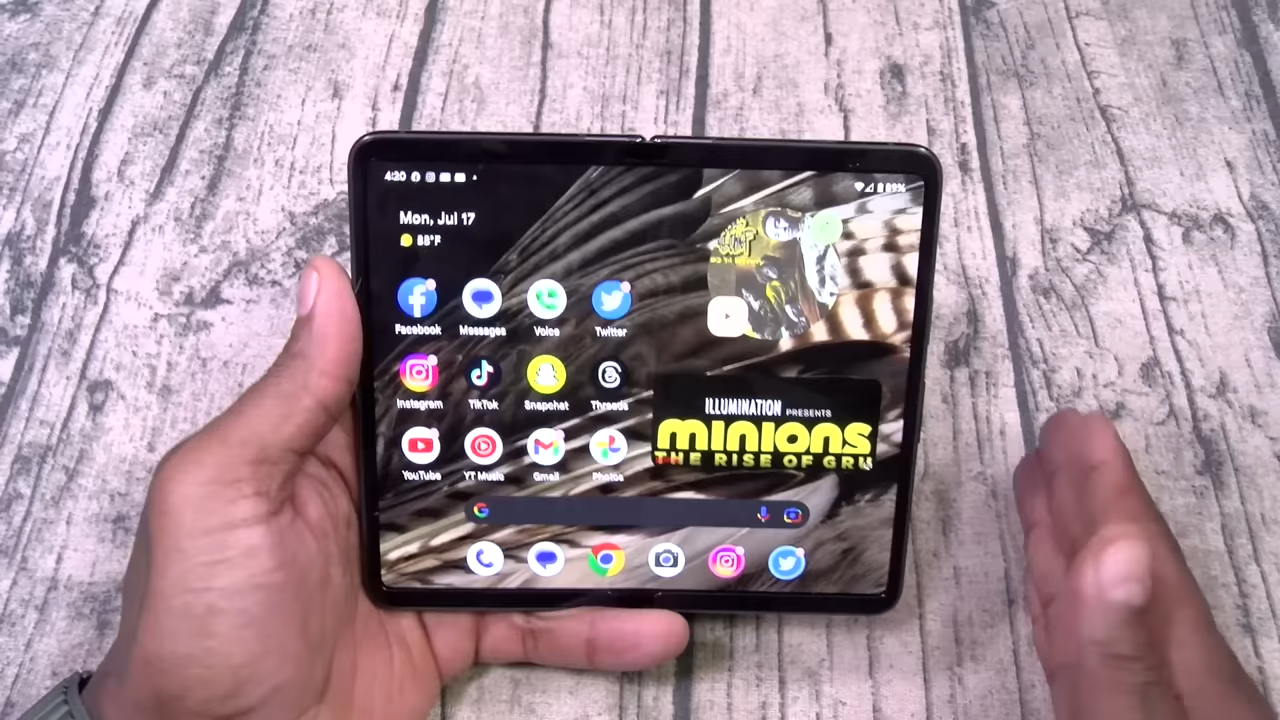 4:20
89%
Mon, Jul 17
88°F
Facebook Messages Voice Twitter
Instagram TikTok Snapchat Threads
YouTube YT Music Gmail Photos
ILLUMINATION PRESENTS
MINIONS
THE RISE OF GRU